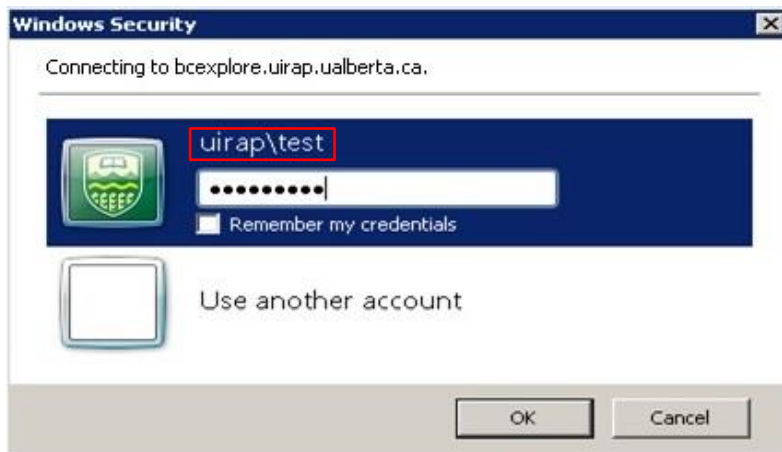 Windows Security
Connecting to bcexplore.uirap.ualberta.ca.
uirap\test
•••••••••
Remember my credentials
Use another account
OK
Cancel